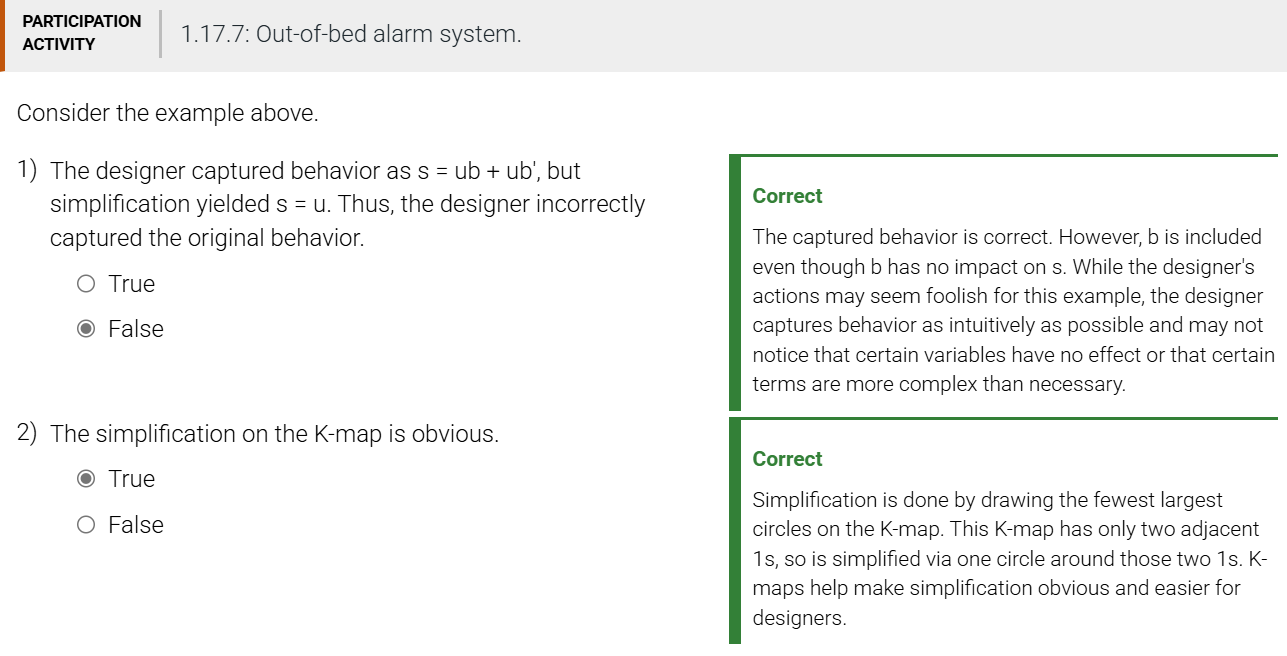 PARTICIPATION
ACTIVITY
1.17.7: Out-of-bed alarm system.
Consider the example above.
1) The designer captured behavior as s = ub + ub', but
simplification yielded s = u. Thus, the designer incorrectly
captured the original behavior.
True
False
Correct
The captured behavior is correct. However, b is included
even though b has no impact on s. While the designer's
actions may seem foolish for this example, the designer
captures behavior as intuitively as possible and may not
notice that certain variables have no effect or that certain
terms are more complex than necessary.
2) The simplification on the K-map is obvious.
True
False
Correct
Simplification is done by drawing the fewest largest
circles on the K-map. This K-map has only two adjacent
1s, so is simplified via one circle around those two 1s. K-
maps help make simplification obvious and easier for
designers.